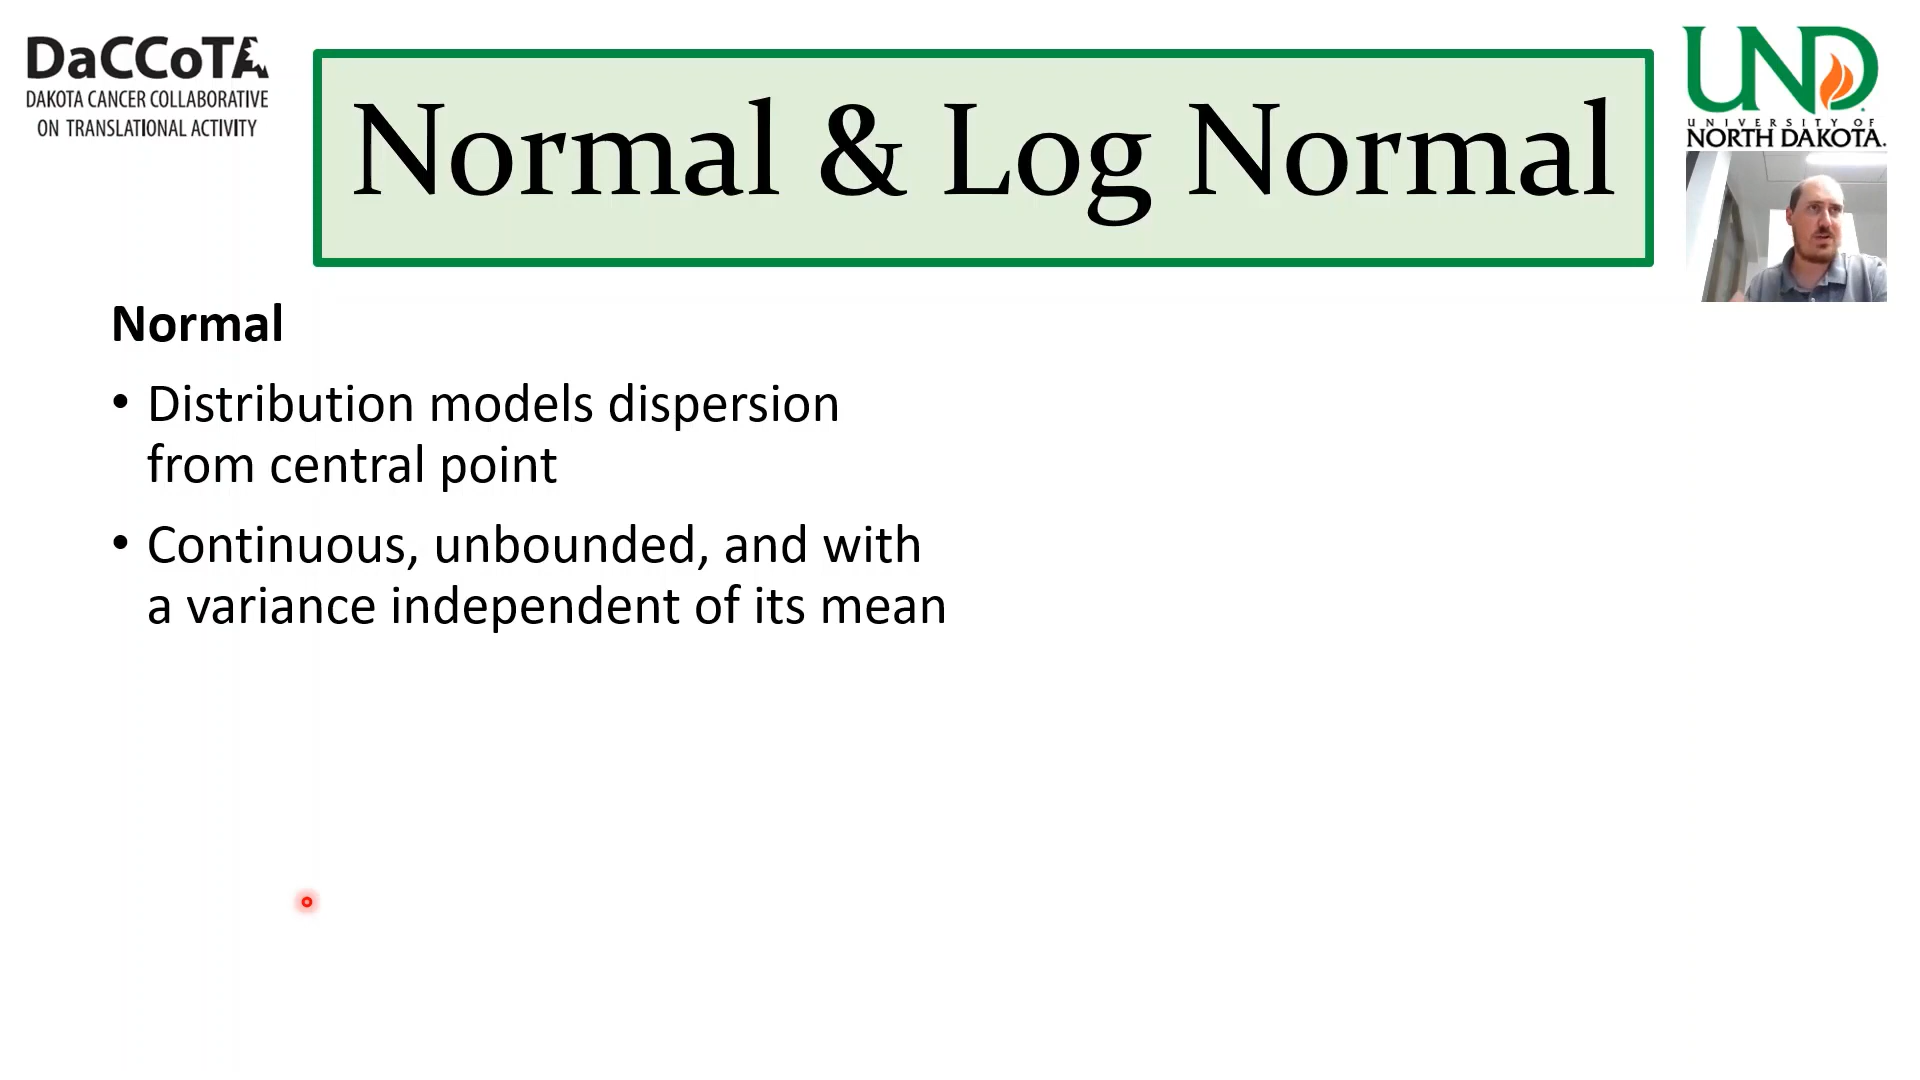 DaCCoTA
DAKOTA CANCER COLLABORATIVE
ON TRANSLATIONAL ACTIVITY
Normal & Log Normal
UND
UNIVERSITY OF
NORTH DAKOTA.
Normal
• Distribution models dispersion
from central point
• Continuous, unbounded, and with
a variance independent of its mean